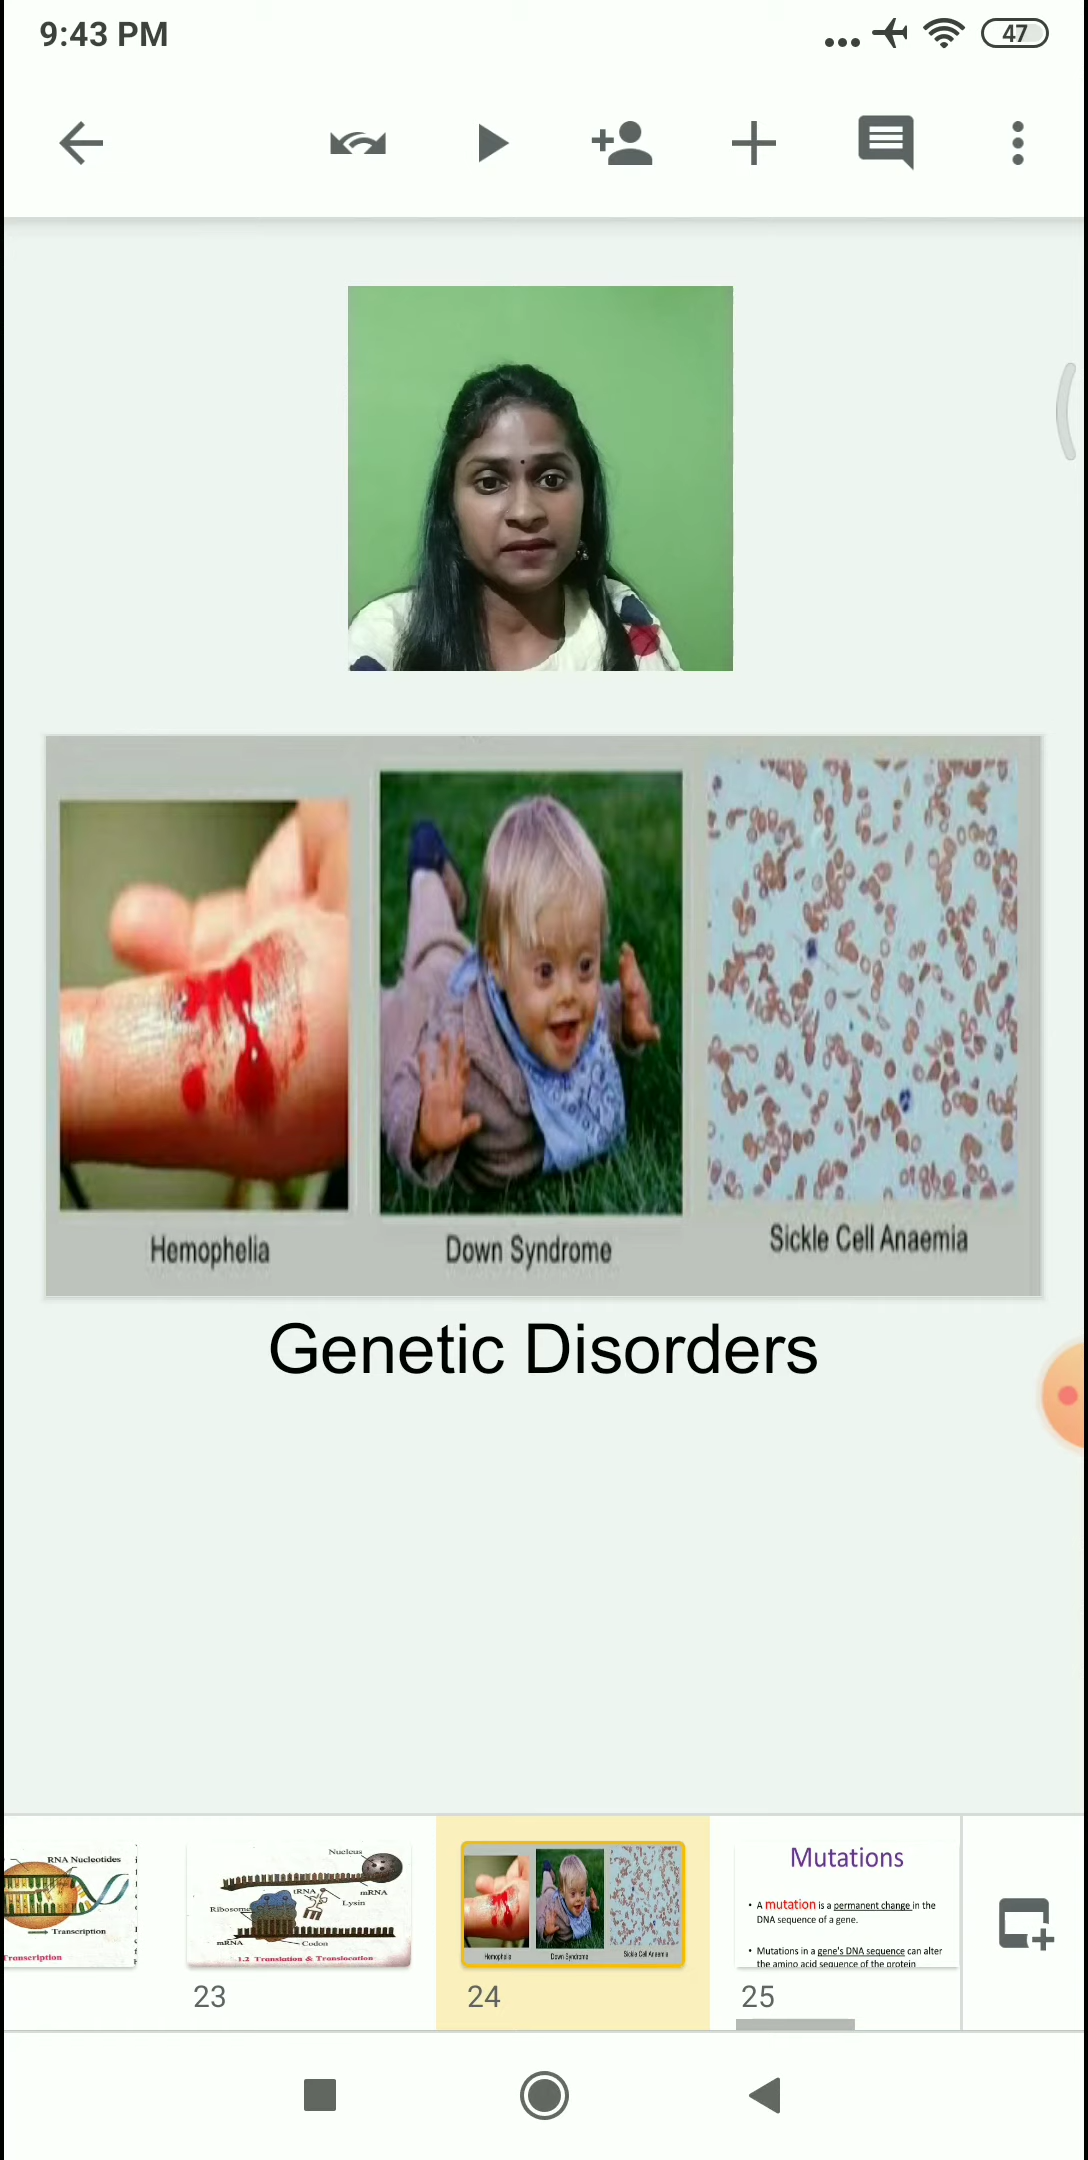 9:43 PM
47
Hemophelia
Down Syndrome
Sickle Cell Anaemia
Genetic Disorders
RNA Nucleotides
Transcription
Transcription
Nucleus
tRNA
mRNA
Lysin
Ribosome
mRNA
Codon
1.2 Translation & Translocation
23
Hemophelia
Down Syndrome
Sickle Cell Anaemia
24
Mutations
• A mutation is a permanent change in the
DNA sequence of a gene.
• Mutations in a gene's DNA sequence can alter
the amino acid sequence of the protein
25